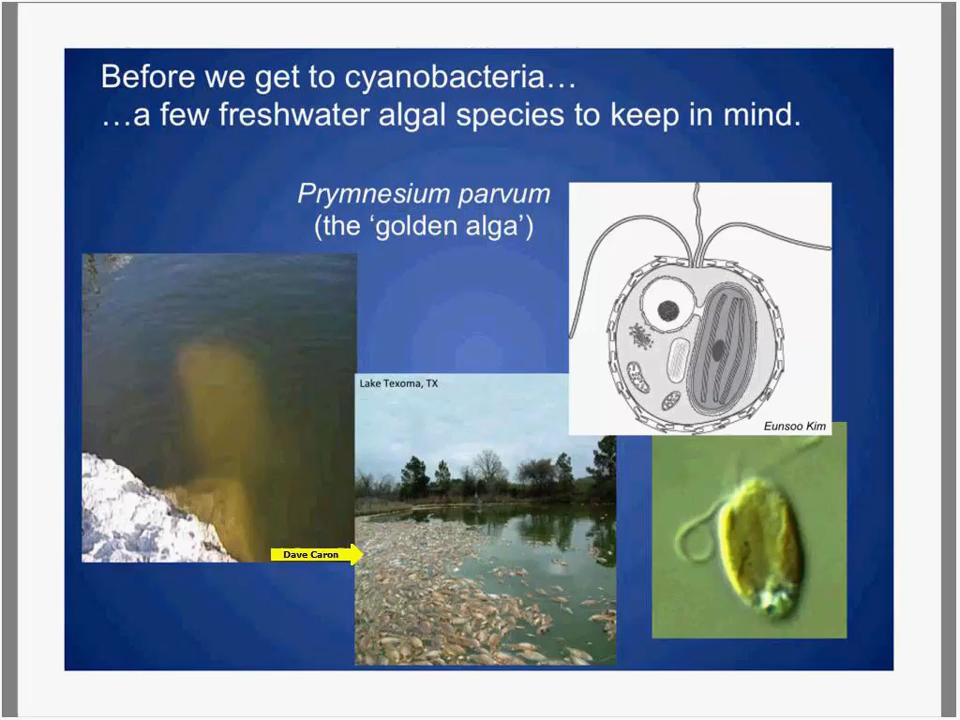 Before we get to cyanobacteria…
…a few freshwater algal species to keep in mind.
Prymnesium parvum
(the ‘golden alga’)
Lake Texoma, TX
Eunsoo Kim
Dave Caron